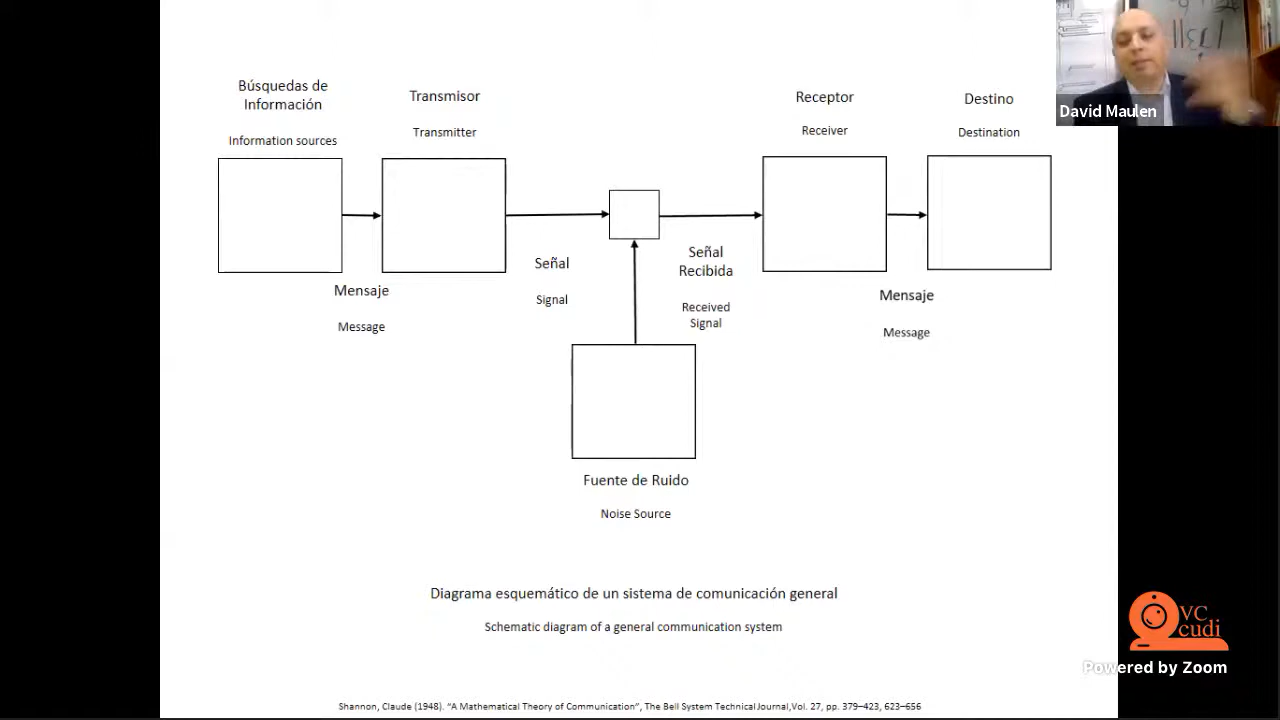 Búsquedas de
Información
Information sources
Transmisor
Transmitter
Receptor
Receiver
Destino
Destination
David Maulen
Mensaje
Message
Señal
Signal
Señal
Recibida
Received
Signal
Mensaje
Message
Fuente de Ruido
Noise Source
Diagrama esquemático de un sistema de comunicación general
Schematic diagram of a general communication system
VC
cudi
Powered by Zoom
Shannon, Claude (1948). “A Mathematical Theory of Communication”, The Bell System Technical Journal,Vol. 27, pp. 379–423, 623–656